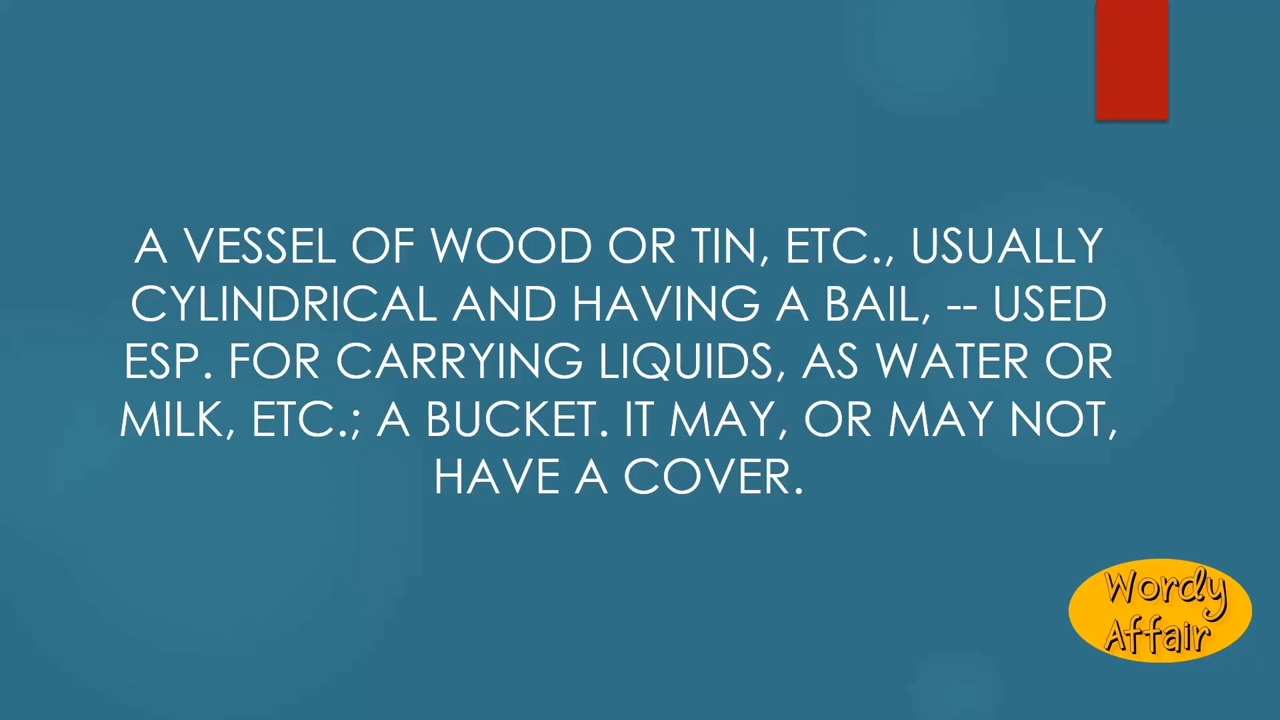 A VESSEL OF WOOD OR TIN, ETC., USUALLY
CYLINDRICAL AND HAVING A BAIL, -- USED
ESP. FOR CARRYING LIQUIDS, AS WATER OR
MILK, ETC.; A BUCKET. IT MAY, OR MAY NOT,
HAVE A COVER.
Wordy
Affair